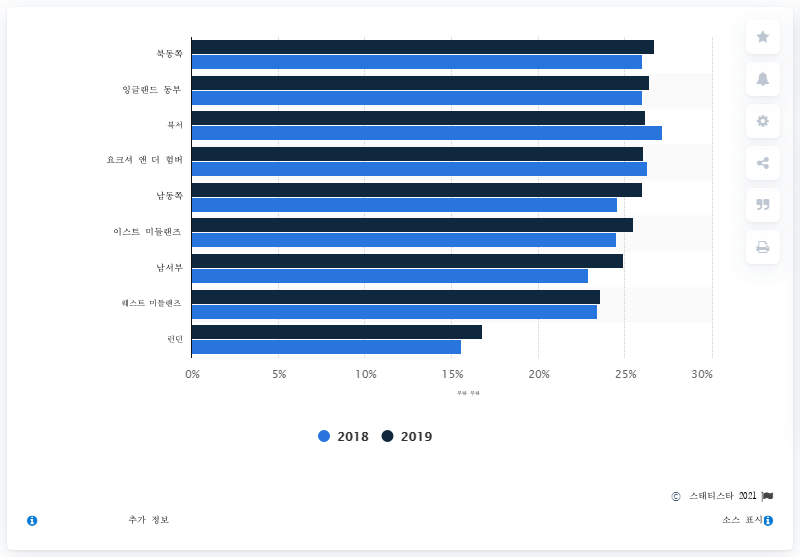 북동쪽
잉글랜드 동부
북서
요크셔 앤 더 험버
남동쪽
이스트 미들랜즈
남서부
웨스트 미들랜즈
런던
0% 5% 10% 15% 20% 25% 30%
2018 2019
© 스태티스타 2021
추가 정보 소스 표시